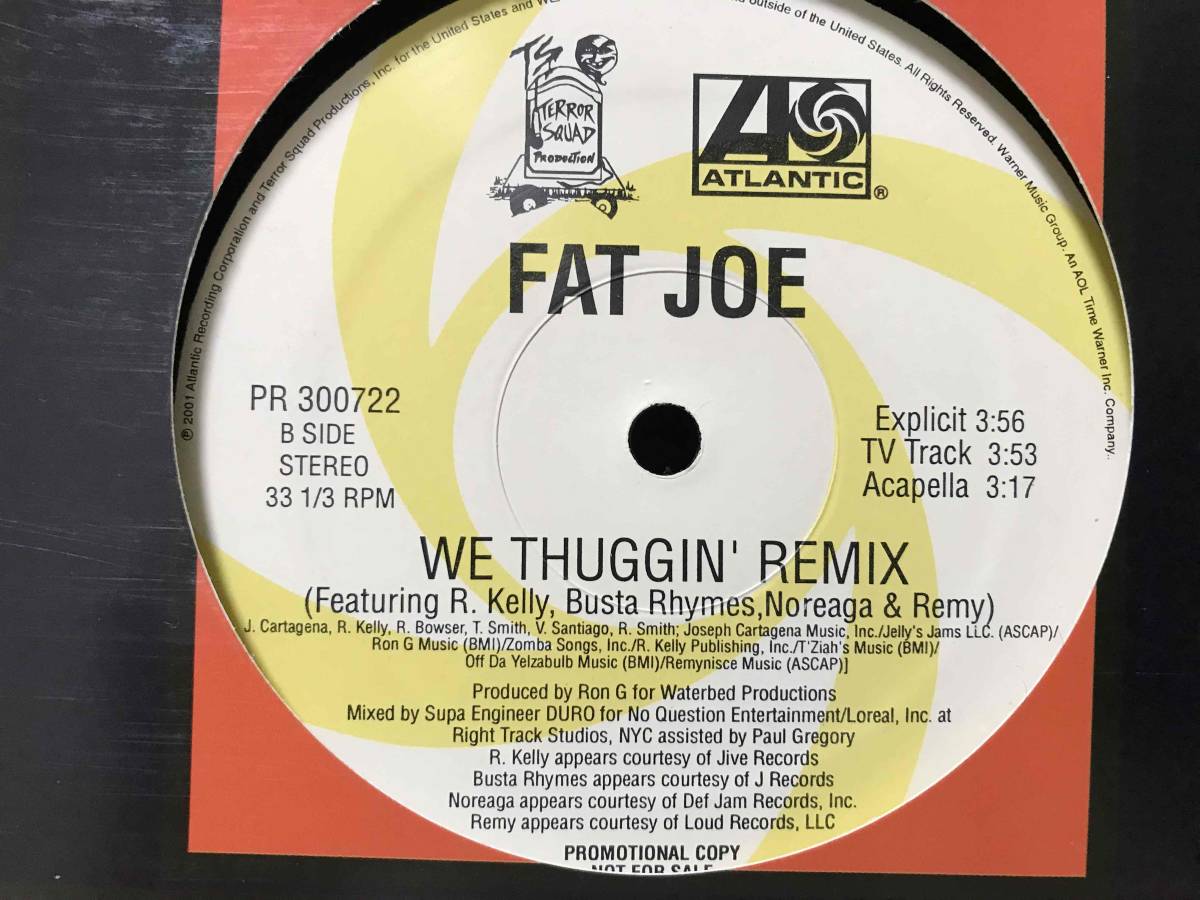 ℗ 2001 Atlantic Recording Corporation and Terror Squad Productions, Inc. for the United States and outside of the United States. All Rights Reserved. Warner Music Group. An AOL Time Warner Inc. Company..
TS
TERROR
SQUAD
PRODUCTION
A
ATLANTIC®
FAT JOE
PR 300722
B SIDE
STEREO
33 1/3 RPM
Explicit 3:56
TV Track 3:53
Acapella 3:17
WE THUGGIN' REMIX
(Featuring R. Kelly, Busta Rhymes,Noreaga & Remy)
J. Cartagena, R. Kelly, R. Bowser, T. Smith, V. Santiago, R. Smith; Joseph Cartagena Music, Inc./Jelly's Jams LLC. (ASCAP)/
Ron G Music (BMI)/Zomba Songs, Inc./R. Kelly Publishing, Inc./T'Ziah's Music (BMI)/
Off Da Yelzabulb Music (BMI)/Remynisce Music (ASCAP)]
Produced by Ron G for Waterbed Productions
Mixed by Supa Engineer DURO for No Question Entertainment/Loreal, Inc. at
Right Track Studios, NYC assisted by Paul Gregory
R. Kelly appears courtesy of Jive Records
Busta Rhymes appears courtesy of J Records
Noreaga appears courtesy of Def Jam Records, Inc.
Remy appears courtesy of Loud Records, LLC
PROMOTIONAL COPY
NOT FOR SALE